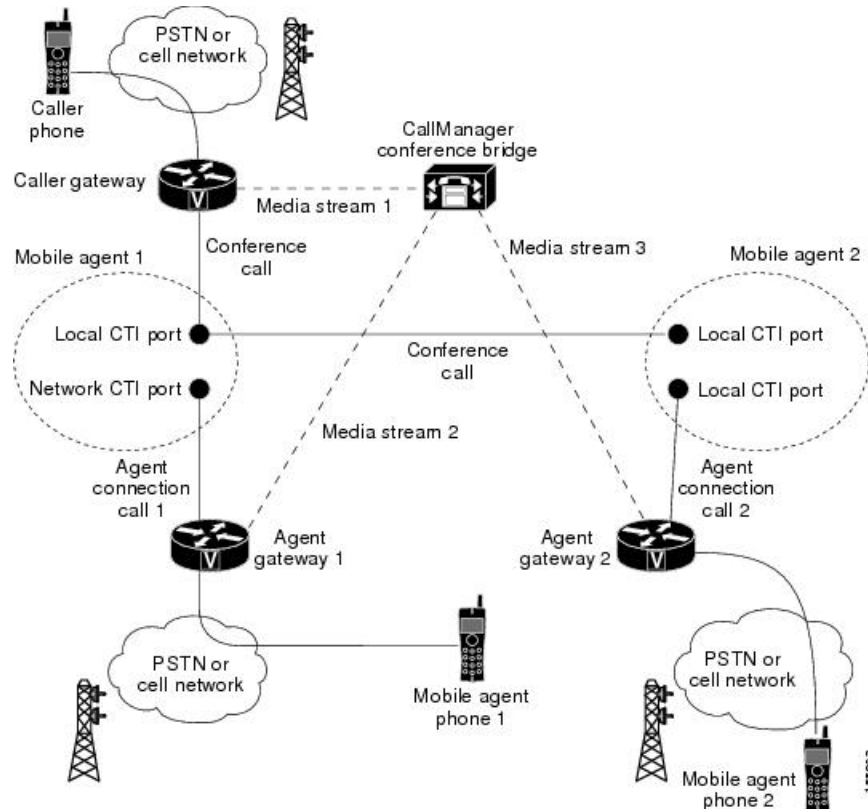 PSTN or
cell network
Caller
phone
CallManager
conference bridge
Caller gateway
V
Media stream 1
Conference
call
Media stream 3
Mobile agent 1
Mobile agent 2
Local CTI port
Local CTI port
Conference
call
Network CTI port
Local CTI port
Media stream 2
Agent
connection
call 1
Agent
connection
call 2
V
Agent
gateway 1
Agent
gateway 2
V
PSTN or
cell network
Mobile agent
phone 1
PSTN or
cell network
Mobile agent
phone 2